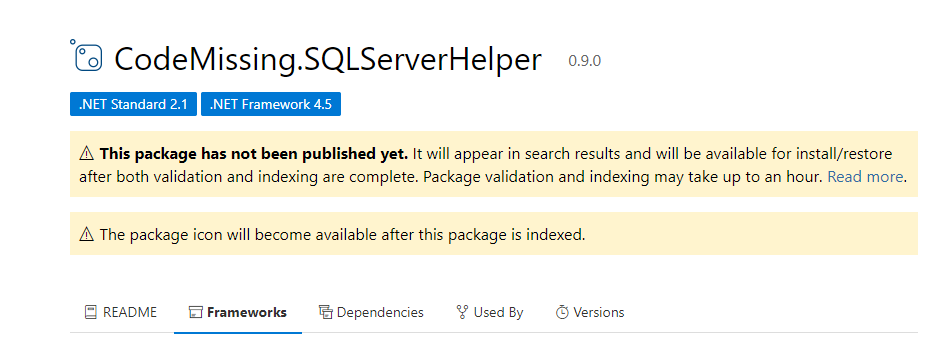 CodeMissing.SQLServerHelper 0.9.0
.NET Standard 2.1 .NET Framework 4.5
⚠ This package has not been published yet. It will appear in search results and will be available for install/restore
after both validation and indexing are complete. Package validation and indexing may take up to an hour. Read more.
⚠ The package icon will become available after this package is indexed.
README Frameworks Dependencies Used By Versions